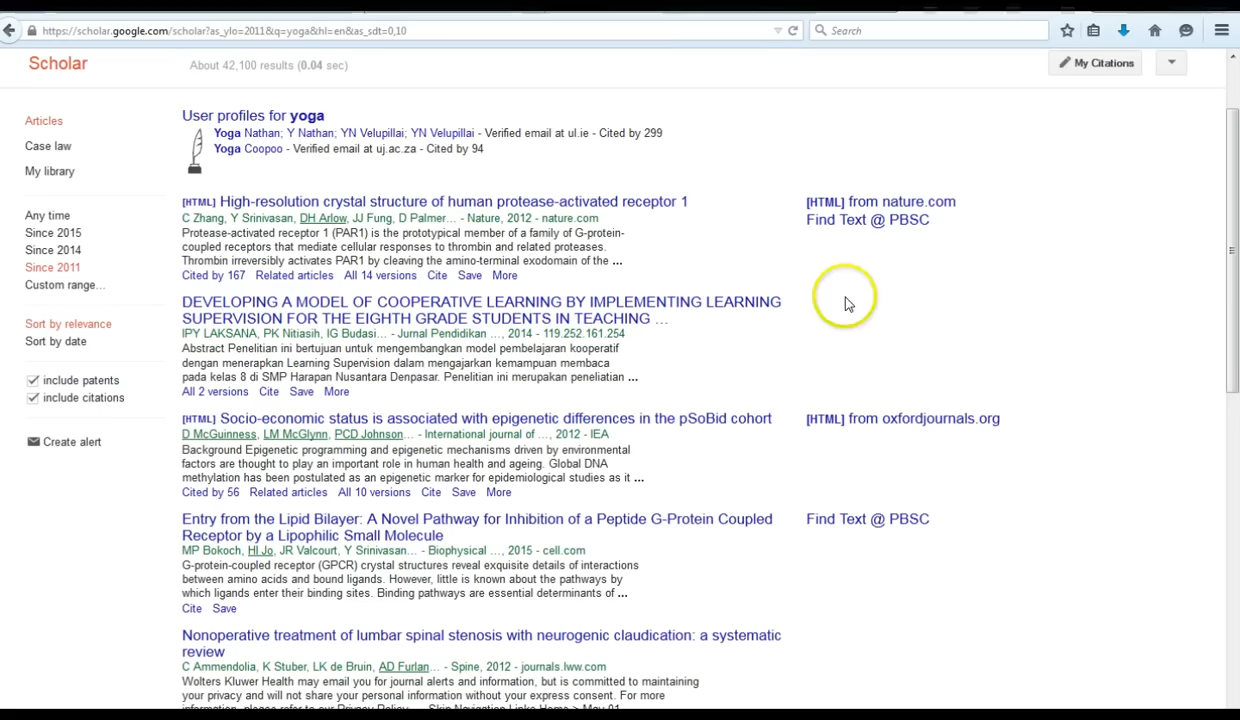 https://scholar.google.com/scholar?as_ylo=2011&q=yoga&hl=en&as_sdt=0,10
Search
Scholar
About 42,100 results (0.04 sec)
My Citations
Articles
Case law
My library
Any time
Since 2015
Since 2014
Since 2011
Custom range...
Sort by relevance
Sort by date
include patents
include citations
Create alert
User profiles for yoga
Yoga Nathan; Y Nathan; YN Velupillai; YN Velupillai - Verified email at ul.ie - Cited by 299
Yoga Coopoo - Verified email at uj.ac.za - Cited by 94
[HTML] High-resolution crystal structure of human protease-activated receptor 1
C Zhang, Y Srinivasan, DH Arlow, JJ Fung, D Palmer... - Nature, 2012 - nature.com
Protease-activated receptor 1 (PAR1) is the prototypical member of a family of G-protein-
coupled receptors that mediate cellular responses to thrombin and related proteases.
Thrombin irreversibly activates PAR1 by cleaving the amino-terminal exodomain of the ...
Cited by 167 Related articles All 14 versions Cite Save More
[HTML] from nature.com
Find Text @ PBSC
DEVELOPING A MODEL OF COOPERATIVE LEARNING BY IMPLEMENTING LEARNING
SUPERVISION FOR THE EIGHTH GRADE STUDENTS IN TEACHING ...
IPY LAKSANA, PK Nitiasih, IG Budasi... - Jurnal Pendidikan ..., 2014 - 119.252.161.254
Abstract Penelitian ini bertujuan untuk mengembangkan model pembelajaran kooperatif
dengan menerapkan Learning Supervision dalam mengajarkan kemampuan membaca
pada kelas 8 di SMP Harapan Nusantara Denpasar. Penelitian ini merupakan peneliatian ...
All 2 versions Cite Save More
[HTML] Socio-economic status is associated with epigenetic differences in the pSoBid cohort
D McGuinness, LM McGlynn, PCD Johnson... - International journal of ..., 2012 - IEA
Background Epigenetic programming and epigenetic mechanisms driven by environmental
factors are thought to play an important role in human health and ageing. Global DNA
methylation has been postulated as an epigenetic marker for epidemiological studies as it ...
Cited by 56 Related articles All 10 versions Cite Save More
[HTML] from oxfordjournals.org
Entry from the Lipid Bilayer: A Novel Pathway for Inhibition of a Peptide G-Protein Coupled
Receptor by a Lipophilic Small Molecule
MP Bokoch, HI Jo, JR Valcourt, Y Srinivasan... - Biophysical ..., 2015 - cell.com
G-protein-coupled receptor (GPCR) crystal structures reveal exquisite details of interactions
between amino acids and bound ligands. However, little is known about the pathways by
which ligands enter their binding sites. Binding pathways are essential determinants of ...
Cite Save
Find Text @ PBSC
Nonoperative treatment of lumbar spinal stenosis with neurogenic claudication: a systematic
review
C Ammendolia, K Stuber, LK de Bruin, AD Furlan... - Spine, 2012 - journals.lww.com
Wolters Kluwer Health may email you for journal alerts and information, but is committed to maintaining
your privacy and will not share your personal information without your express consent. For more
information, please refer to our Privacy Policy. ... Skip Navigation Links Home > May 01